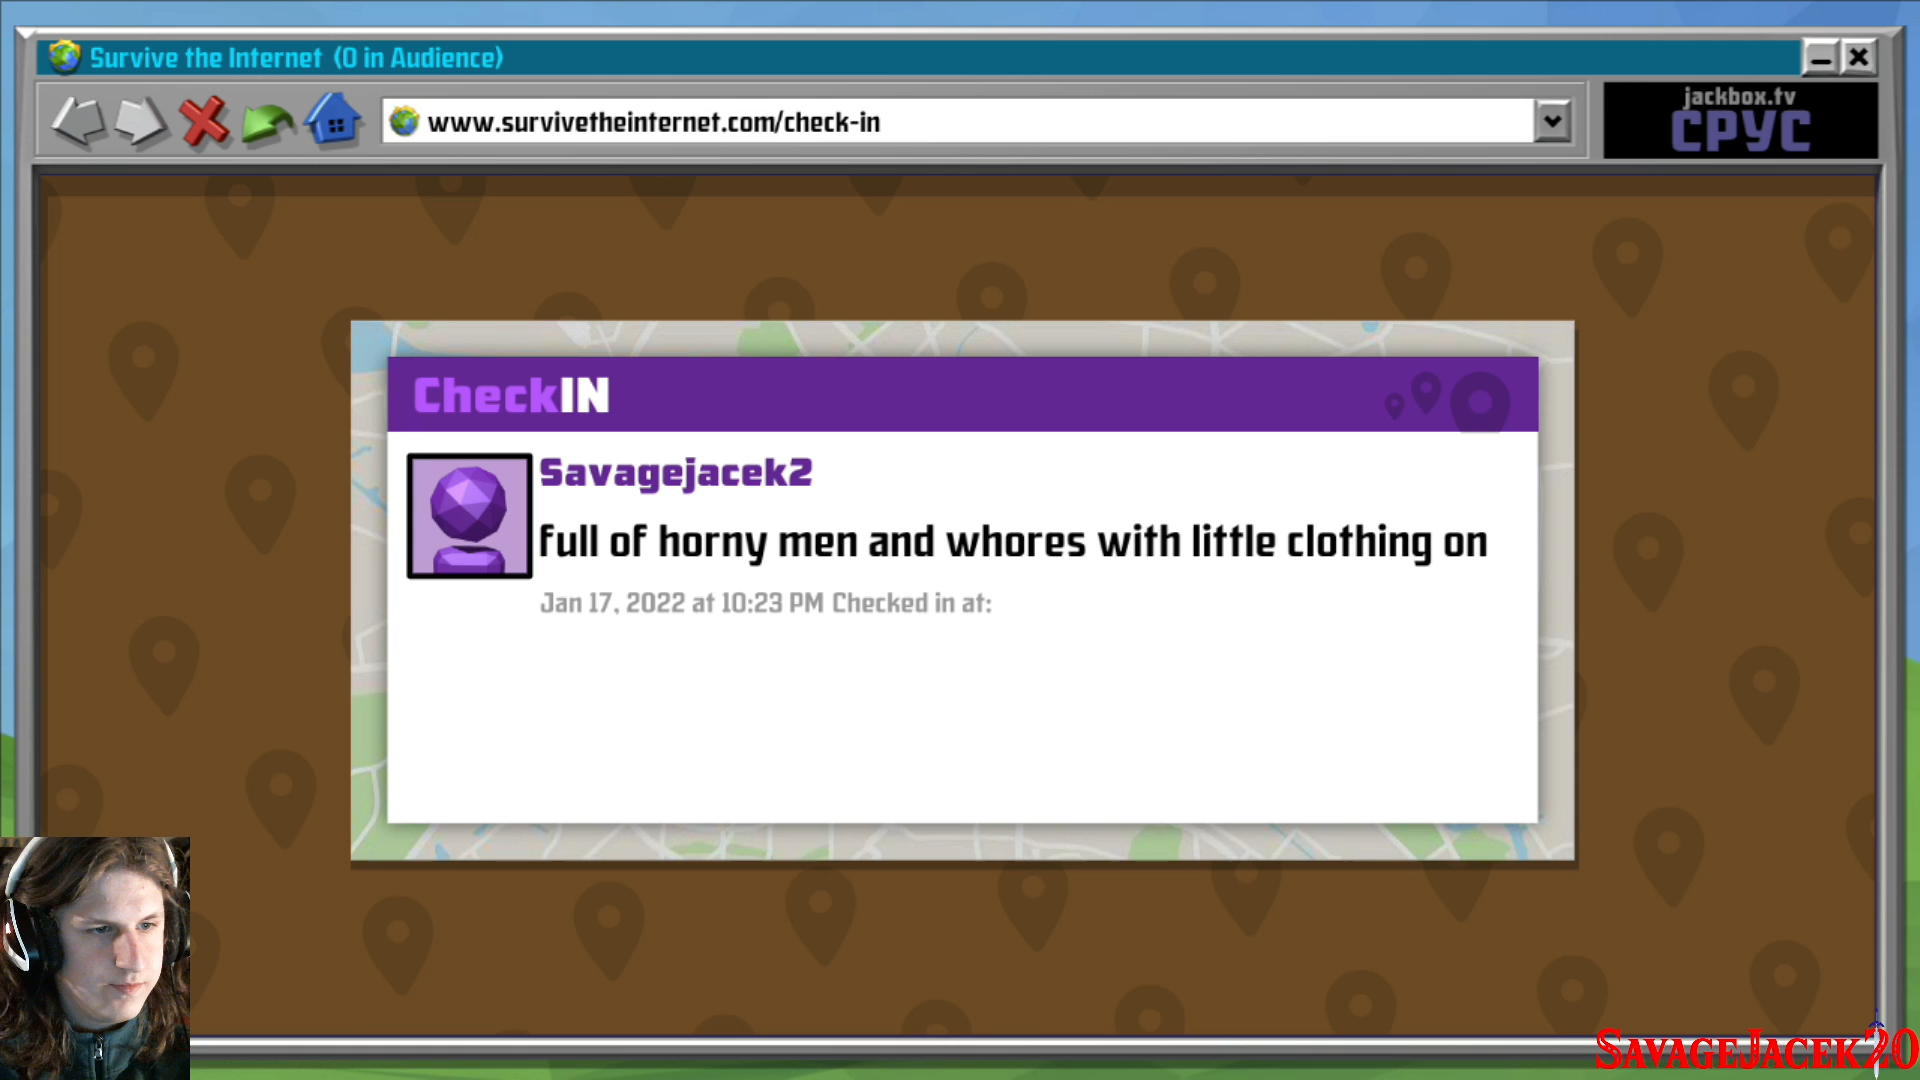 Survive the Internet (0 in Audience)
www.survivetheinternet.com/check-in
jackbox.tv
CPYC
CheckIN
Savagejacek2
full of horny men and whores with little clothing on
Jan 17, 2022 at 10:23 PM Checked in at:
SavageJacek20